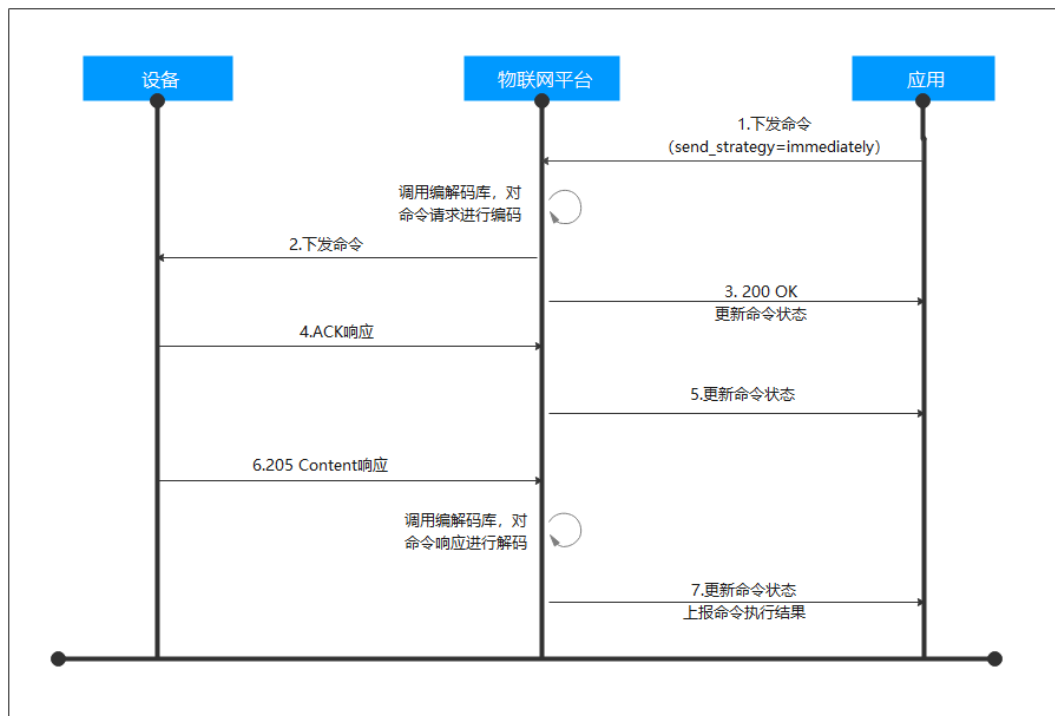 设备
物联网平台
应用
1.下发命令
（send_strategy=immediately）
调用编解码库，对
命令请求进行编码
2.下发命令
3. 200 OK
更新命令状态
4.ACK响应
5.更新命令状态
6.205 Content响应
调用编解码库，对
命令响应进行解码
7.更新命令状态
上报命令执行结果